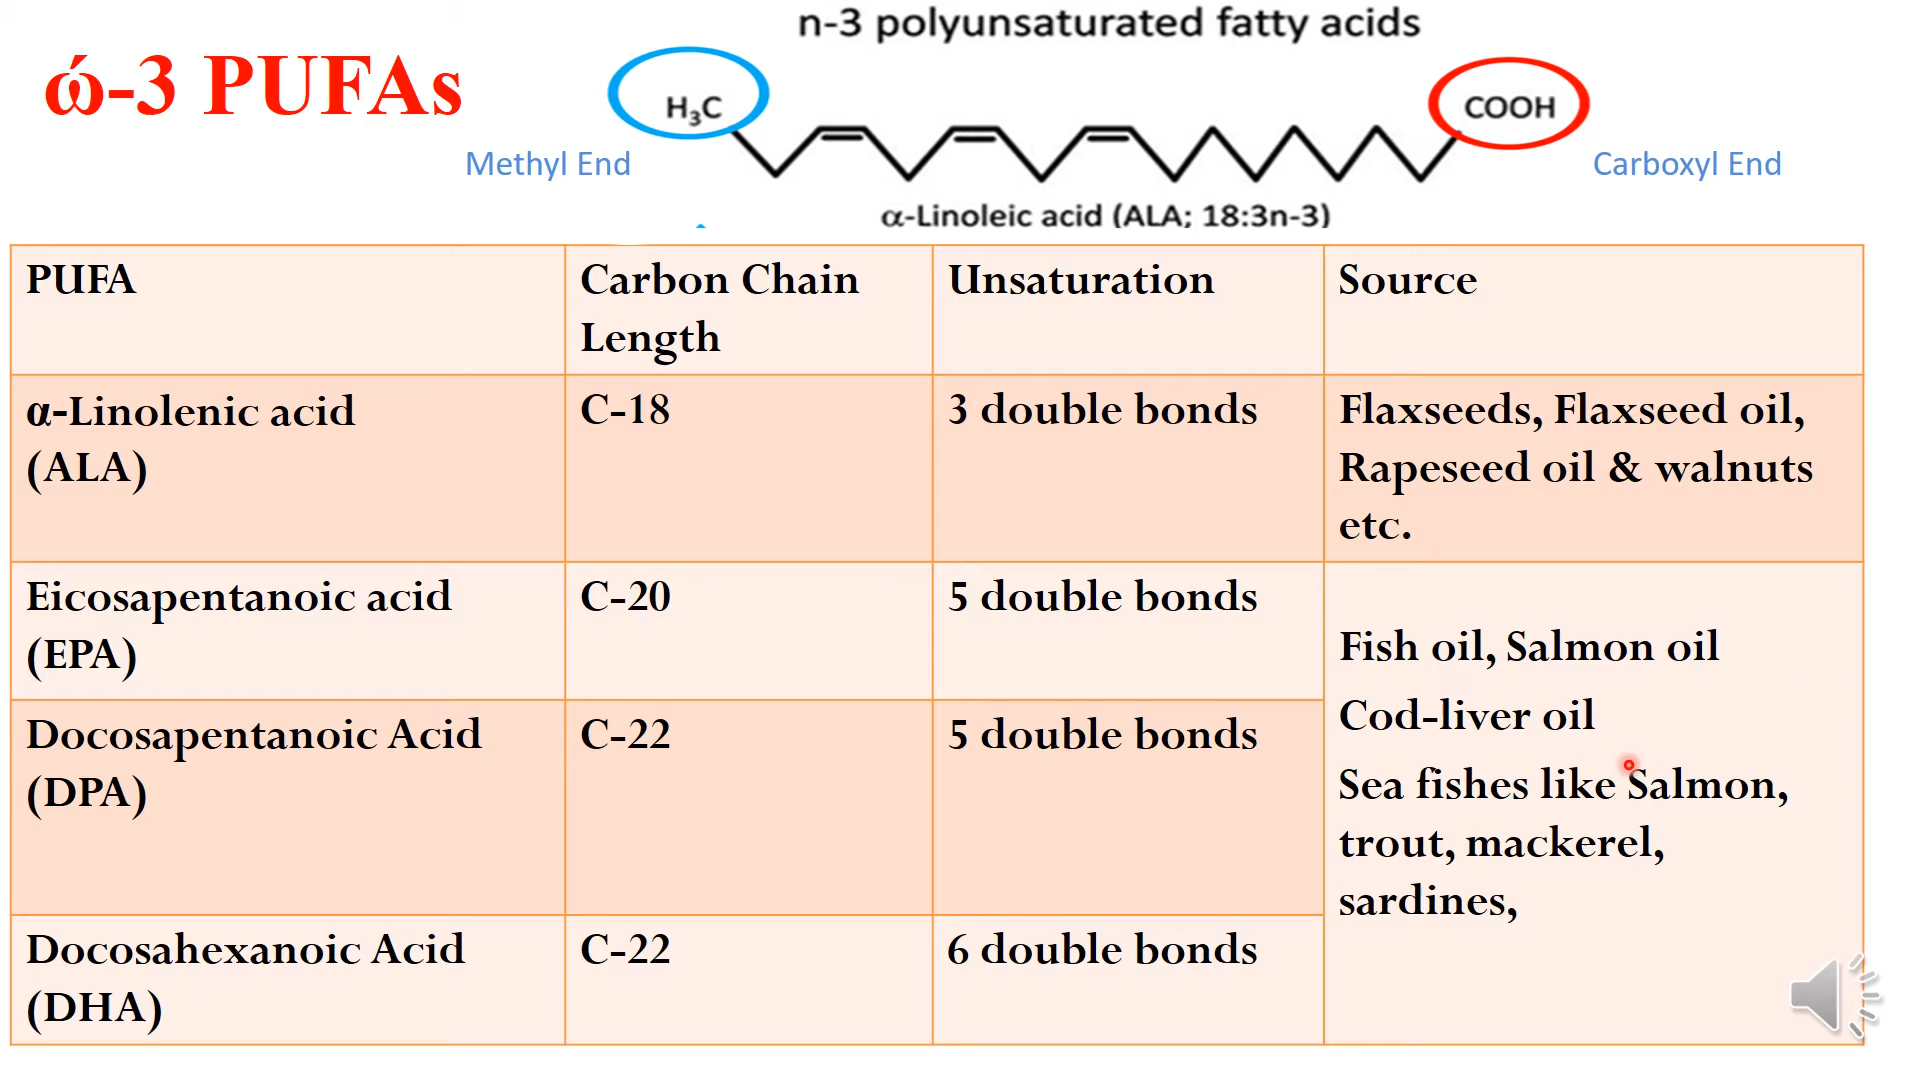 n-3 polyunsaturated fatty acids
ώ-3 PUFAs
H₃C
COOH
Methyl End
Carboxyl End
α-Linoleic acid (ALA; 18:3n-3)
PUFA
Carbon Chain
Length
Unsaturation
Source
α-Linolenic acid
(ALA)
C-18
3 double bonds
Flaxseeds, Flaxseed oil,
Rapeseed oil & walnuts
etc.
Eicosapentanoic acid
(EPA)
C-20
5 double bonds
Fish oil, Salmon oil
Cod-liver oil
Sea fishes like Salmon,
trout, mackerel,
sardines,
Docosapentanoic Acid
(DPA)
C-22
5 double bonds
Docosahexanoic Acid
(DHA)
C-22
6 double bonds